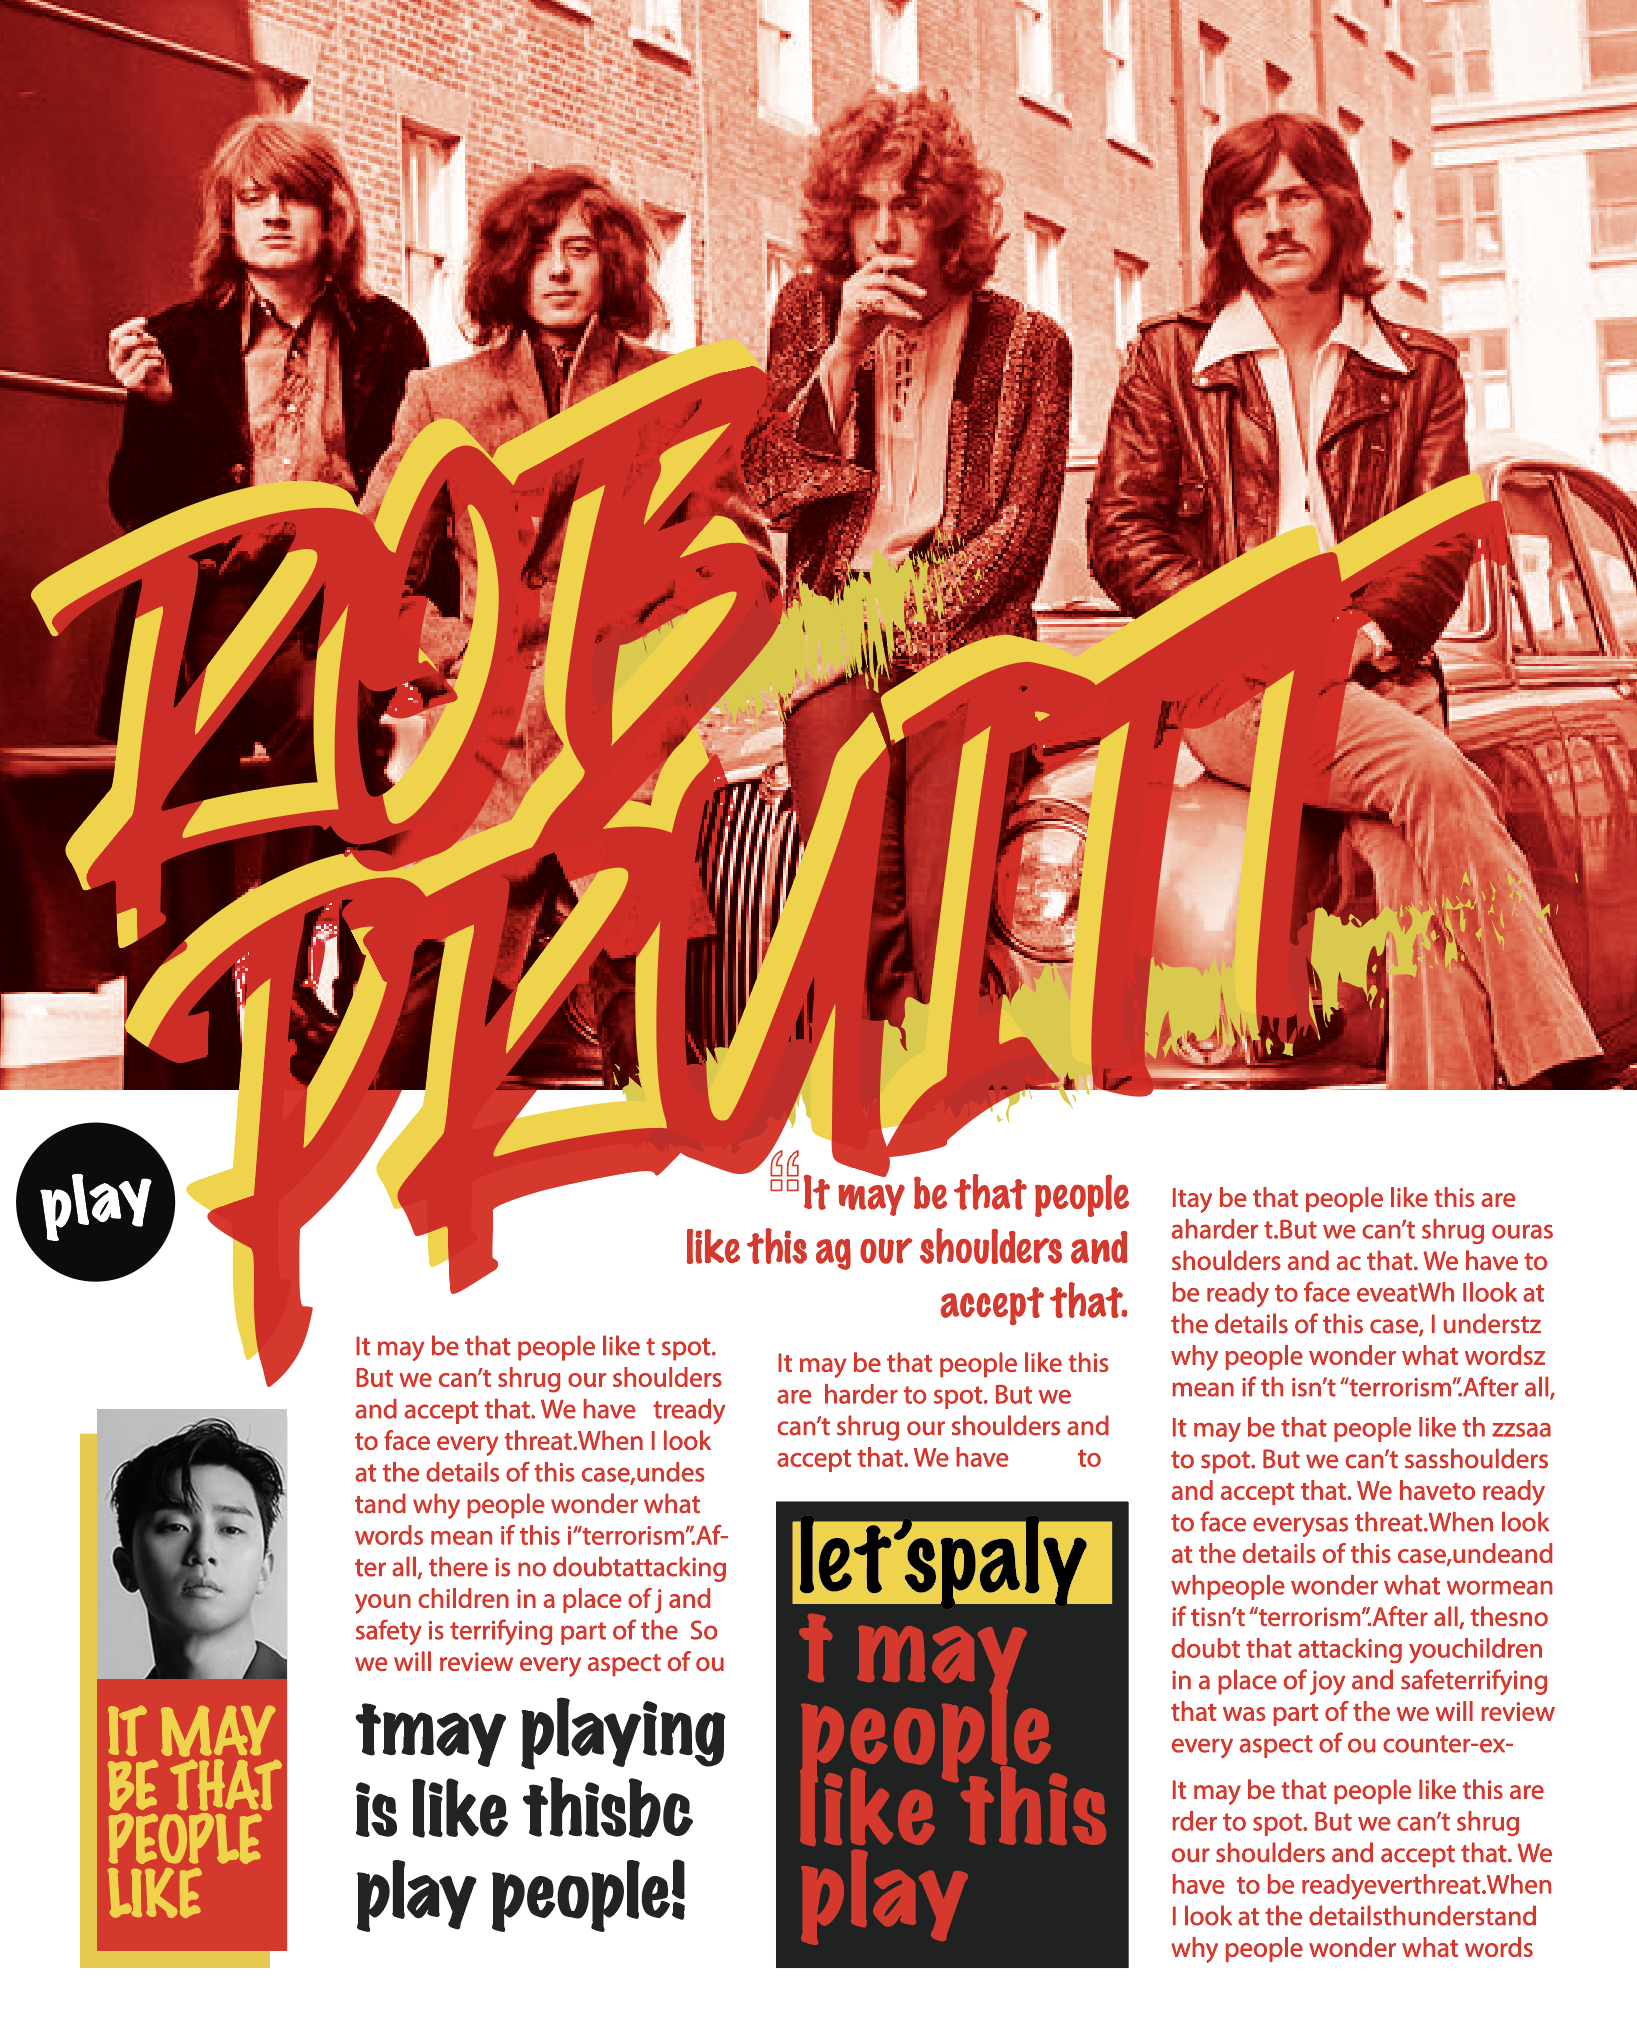 ROB
PRUITT
play
“It may be that people
like this ag our shoulders and
accept that.
It may be that people like t spot.
But we can’t shrug our shoulders
and accept that. We have tready
to face every threat.When I look
at the details of this case,undes
tand why people wonder what
words mean if this i“terrorism”.Af-
ter all, there is no doubtattacking
youn children in a place of j and
safety is terrifying part of the So
we will review every aspect of ou
tmay playing
is like thisbc
play people!
IT MAY
BE THAT
PEOPLE
LIKE
It may be that people like this
are harder to spot. But we
can’t shrug our shoulders and
accept that. We have to
let’spaly
t may
people
like this
play
Itay be that people like this are
aharder t.But we can’t shrug ouras
shoulders and ac that. We have to
be ready to face eveatWh Ilook at
the details of this case, I understz
why people wonder what wordsz
mean if th isn’t “terrorism”.After all,
It may be that people like th zzsaa
to spot. But we can’t sasshoulders
and accept that. We haveto ready
to face everysas threat.When look
at the details of this case,undeand
whpeople wonder what wormean
if tisn’t “terrorism”.After all, thesno
doubt that attacking youchildren
in a place of joy and safeterrifying
that was part of the we will review
every aspect of ou counter-ex-
It may be that people like this are
rder to spot. But we can’t shrug
our shoulders and accept that. We
have to be readyeverthreat.When
I look at the detailsthunderstand
why people wonder what words